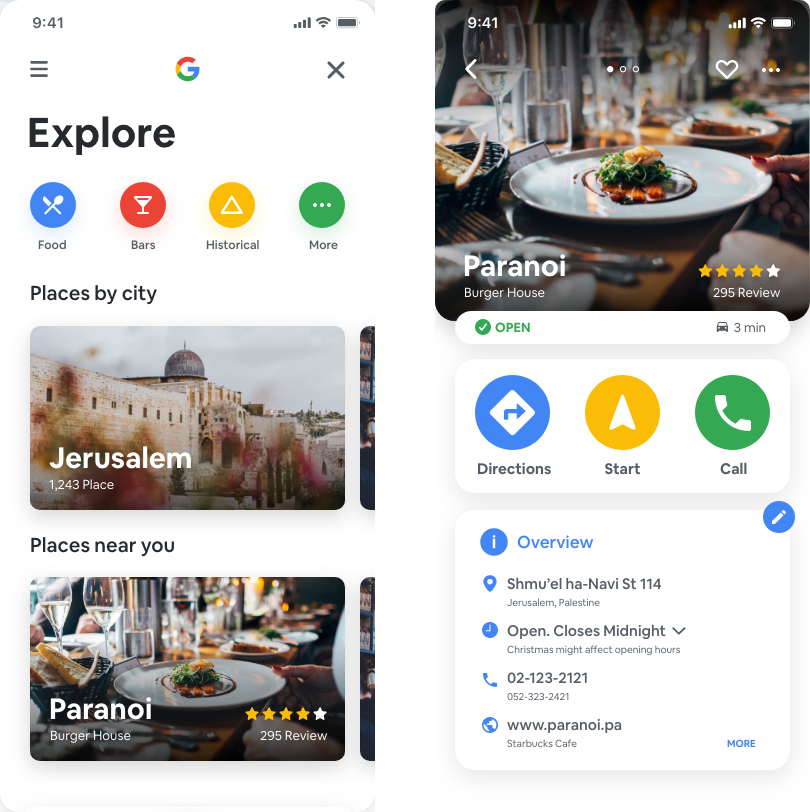 9:41
Explore
Food
Bars
Historical
More
Places by city
Jerusalem
1,243 Place
Places near you
Paranoi
Burger House
295 Review
9:41
Paranoi
Burger House
295 Review
OPEN
3 min
Directions
Start
Call
Overview
Shmu’el ha-Navi St 114
Jerusalem, Palestine
Open. Closes Midnight
Christmas might affect opening hours
02-123-2121
052-323-2421
www.paranoi.pa
Starbucks Cafe
MORE